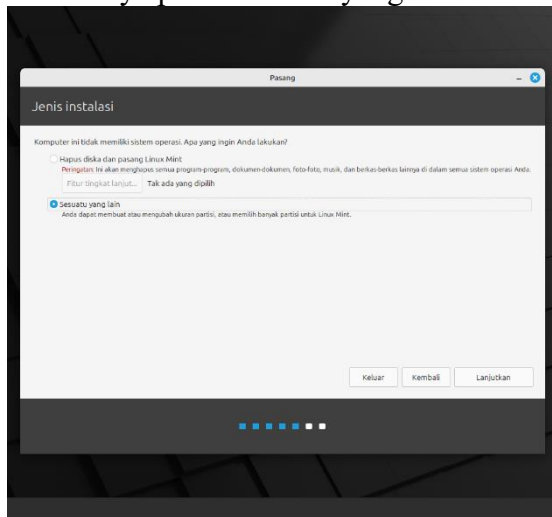 Pasang
Jenis instalasi
Komputer ini tidak memiliki sistem operasi. Apa yang ingin Anda lakukan?
Hapus diska dan pasang Linux Mint
Peringatan: Ini akan menghapus semua program-program, dokumen-dokumen, foto-foto, musik, dan berkas-berkas lainnya di dalam semua sistem operasi Anda.
Fitur tingkat lanjut... Tak ada yang dipilih
Sesuatu yang lain
Anda dapat membuat atau mengubah ukuran partisi, atau memilih banyak partisi untuk Linux Mint.
Keluar Kembali Lanjutkan